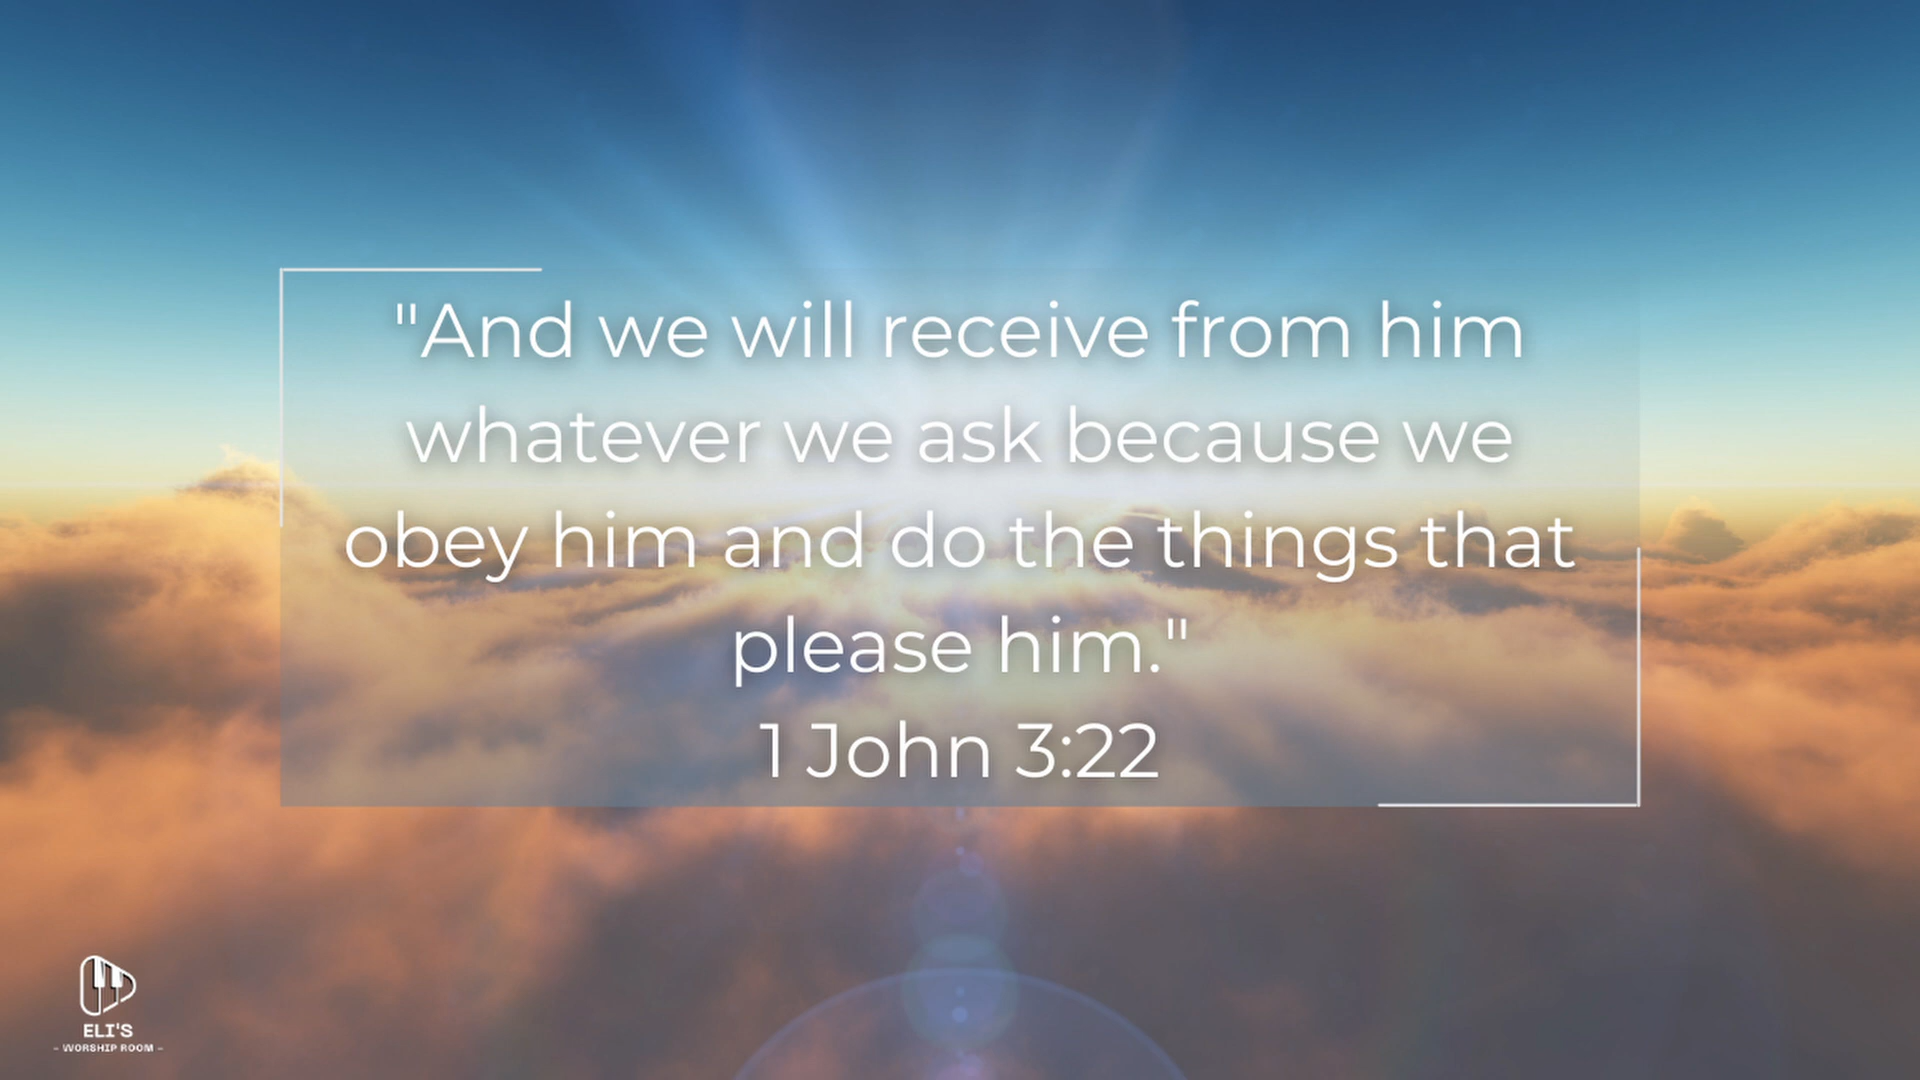 "And we will receive from him
whatever we ask because we
obey him and do the things that
please him."
1 John 3:22
ELI'S
- WORSHIP ROOM -